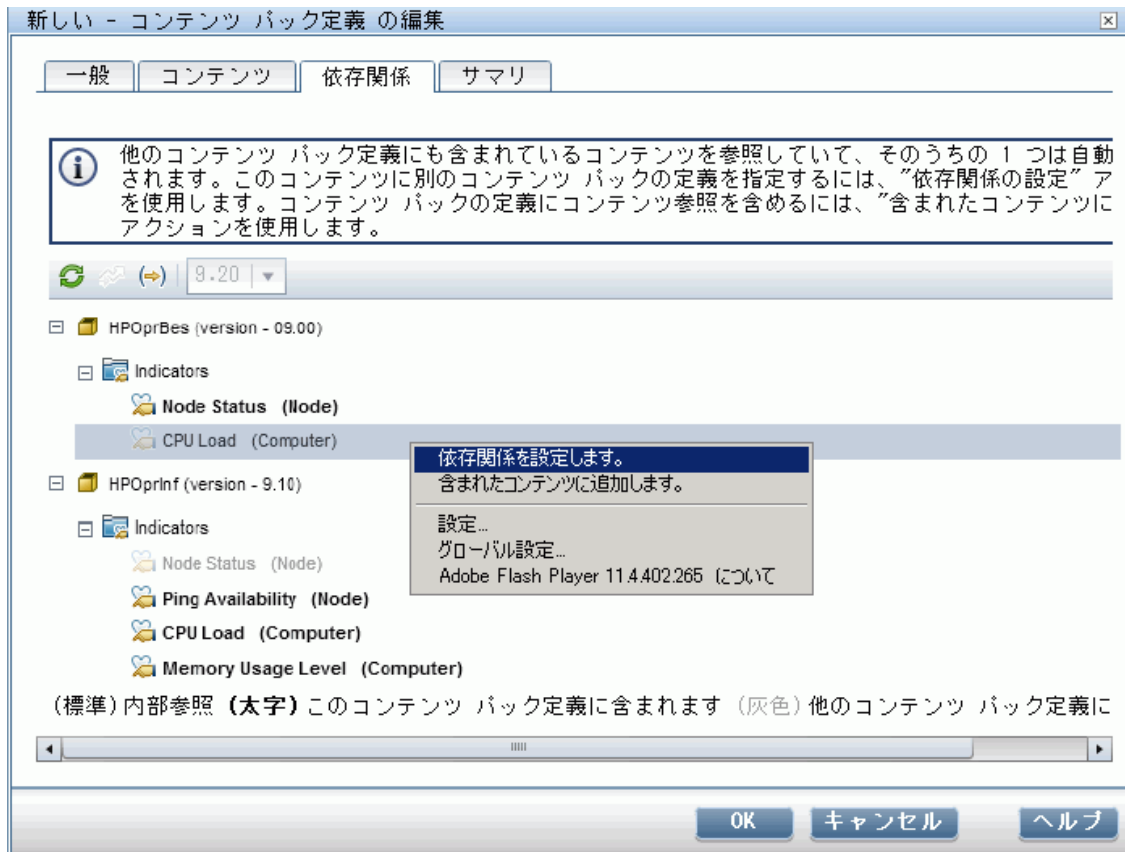 新しい - コンテンツ パック定義 の編集
一般 コンテンツ 依存関係 サマリ
他のコンテンツ パック定義にも含まれているコンテンツを参照していて、そのうちの 1 つは自動
されます。このコンテンツに別のコンテンツ パックの定義を指定するには、"依存関係の設定" ア
を使用します。コンテンツ パックの定義にコンテンツ参照を含めるには、"含まれたコンテンツに
アクションを使用します。
9.20
HPOprBes (version - 09.00)
Indicators
Node Status (Node)
CPU Load (Computer)
依存関係を設定します。
含まれたコンテンツに追加します。
設定...
グローバル設定...
Adobe Flash Player 11.4.402.265 について
HPOprInf (version - 9.10)
Indicators
Node Status (Node)
Ping Availability (Node)
CPU Load (Computer)
Memory Usage Level (Computer)
(標準)内部参照 (太字)このコンテンツ パック定義に含まれます (灰色)他のコンテンツ パック定義に
OK キャンセル ヘルプ